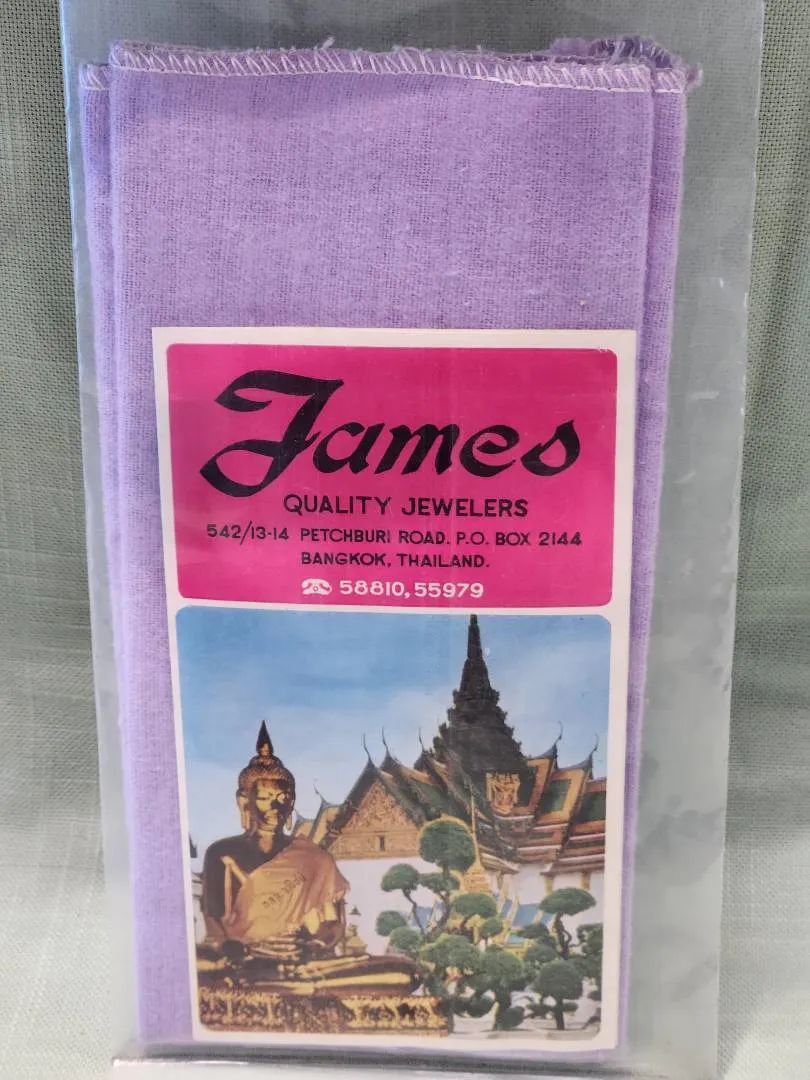 James
QUALITY JEWELERS
542/13-14 PETCHBURI ROAD. P.O. BOX 2144
BANGKOK, THAILAND.
☎ 58810,55979